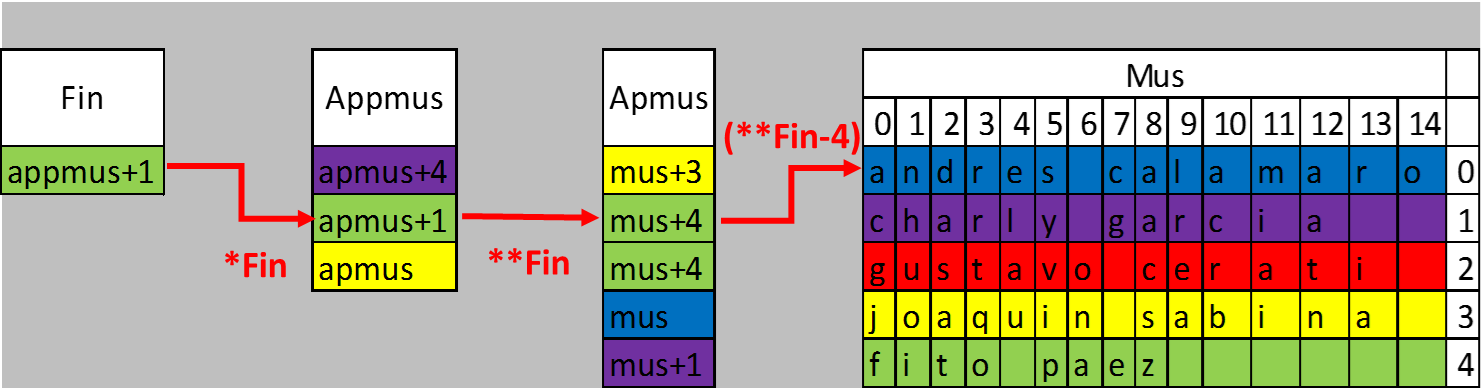 Mus
Fin Appmus Apmus
(**Fin-4)
0 1 2 3 4 5 6 7 8 9 10 11 12 13 14
appmus+1 apmus+4 mus+3 a n d r e s c a l a m a r o 0
apmus+1 mus+4 c h a r l y g a r c i a 1
*Fin **Fin
apmus mus+4 g u s t a v o c e r a t i 2
mus j o a q u i n s a b i n a 3
mus+1 f i t o p a e z 4